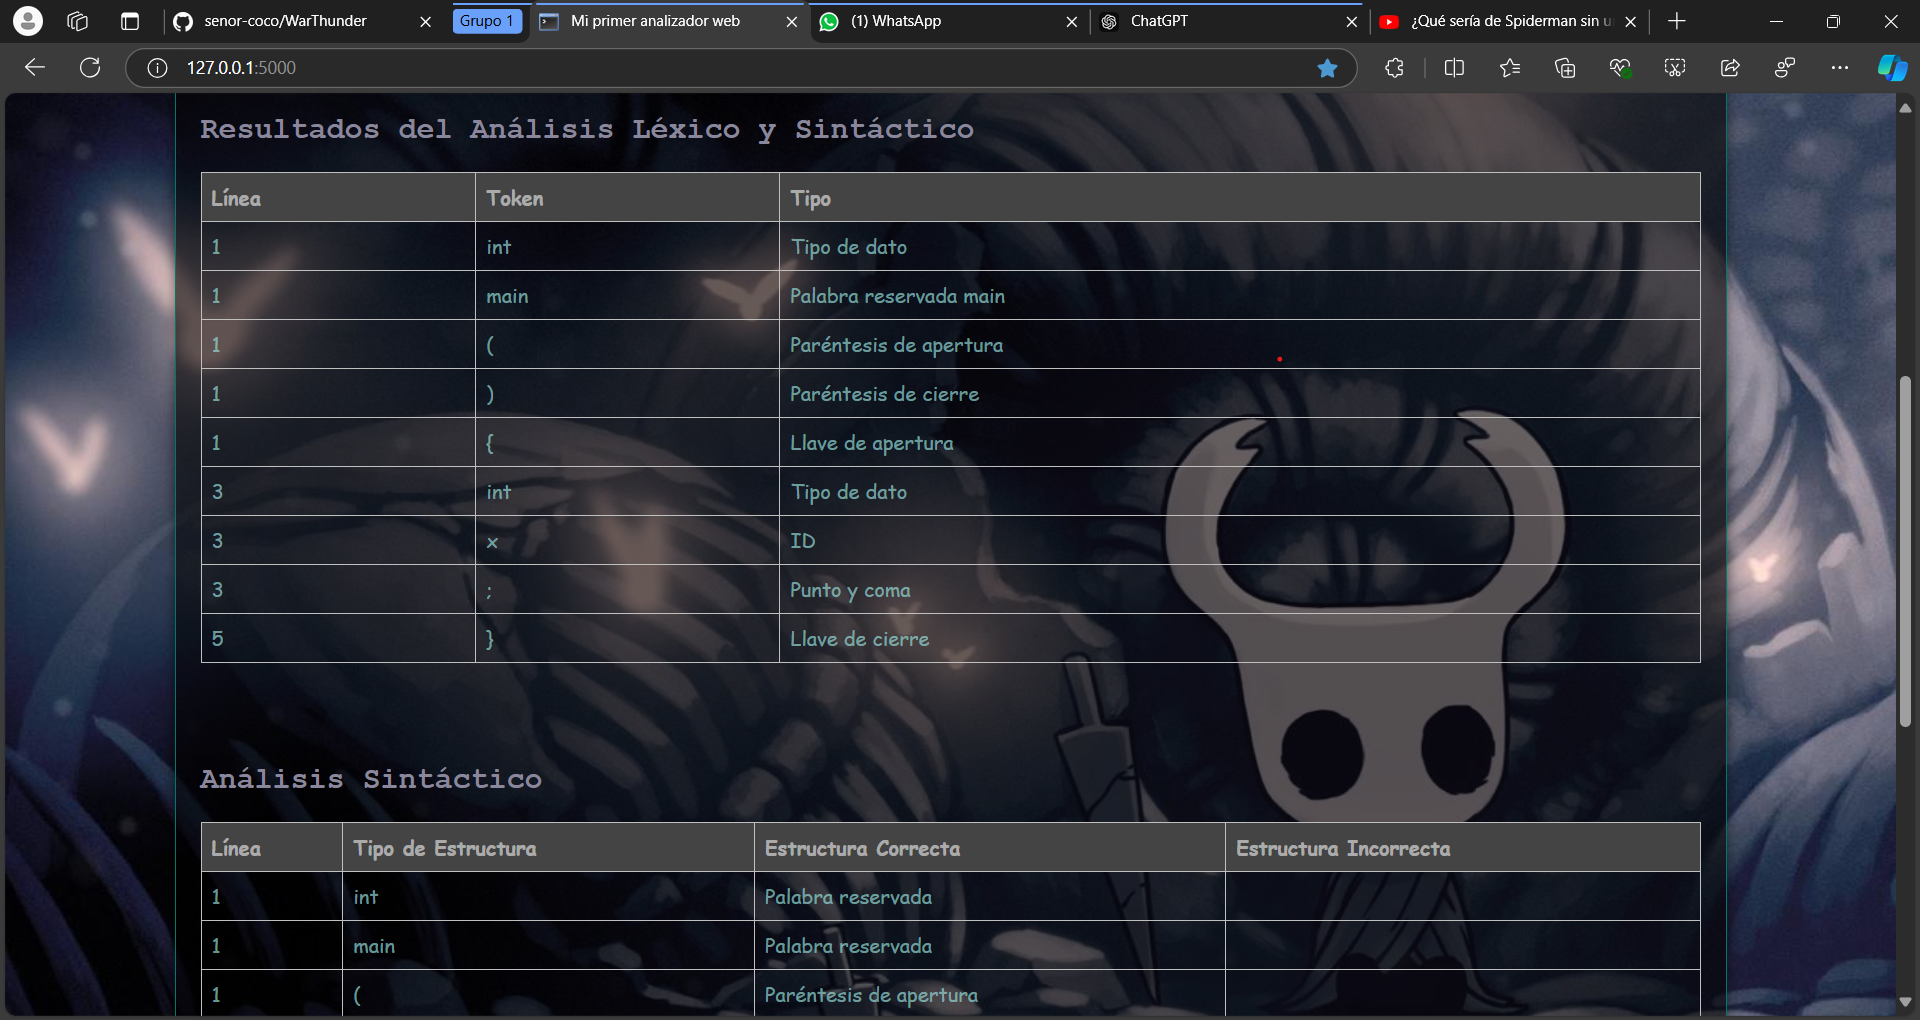 senor-coco/WarThunder
Grupo 1
Mi primer analizador web
(1) WhatsApp
ChatGPT
¿Qué sería de Spiderman sin u
127.0.0.1:5000
Resultados del Análisis Léxico y Sintáctico
Línea Token Tipo
1 int Tipo de dato
1 main Palabra reservada main
1 ( Paréntesis de apertura
1 ) Paréntesis de cierre
1 { Llave de apertura
3 int Tipo de dato
3 x ID
3 ; Punto y coma
5 } Llave de cierre
Análisis Sintáctico
Línea Tipo de Estructura Estructura Correcta Estructura Incorrecta
1 int Palabra reservada
1 main Palabra reservada
1 ( Paréntesis de apertura